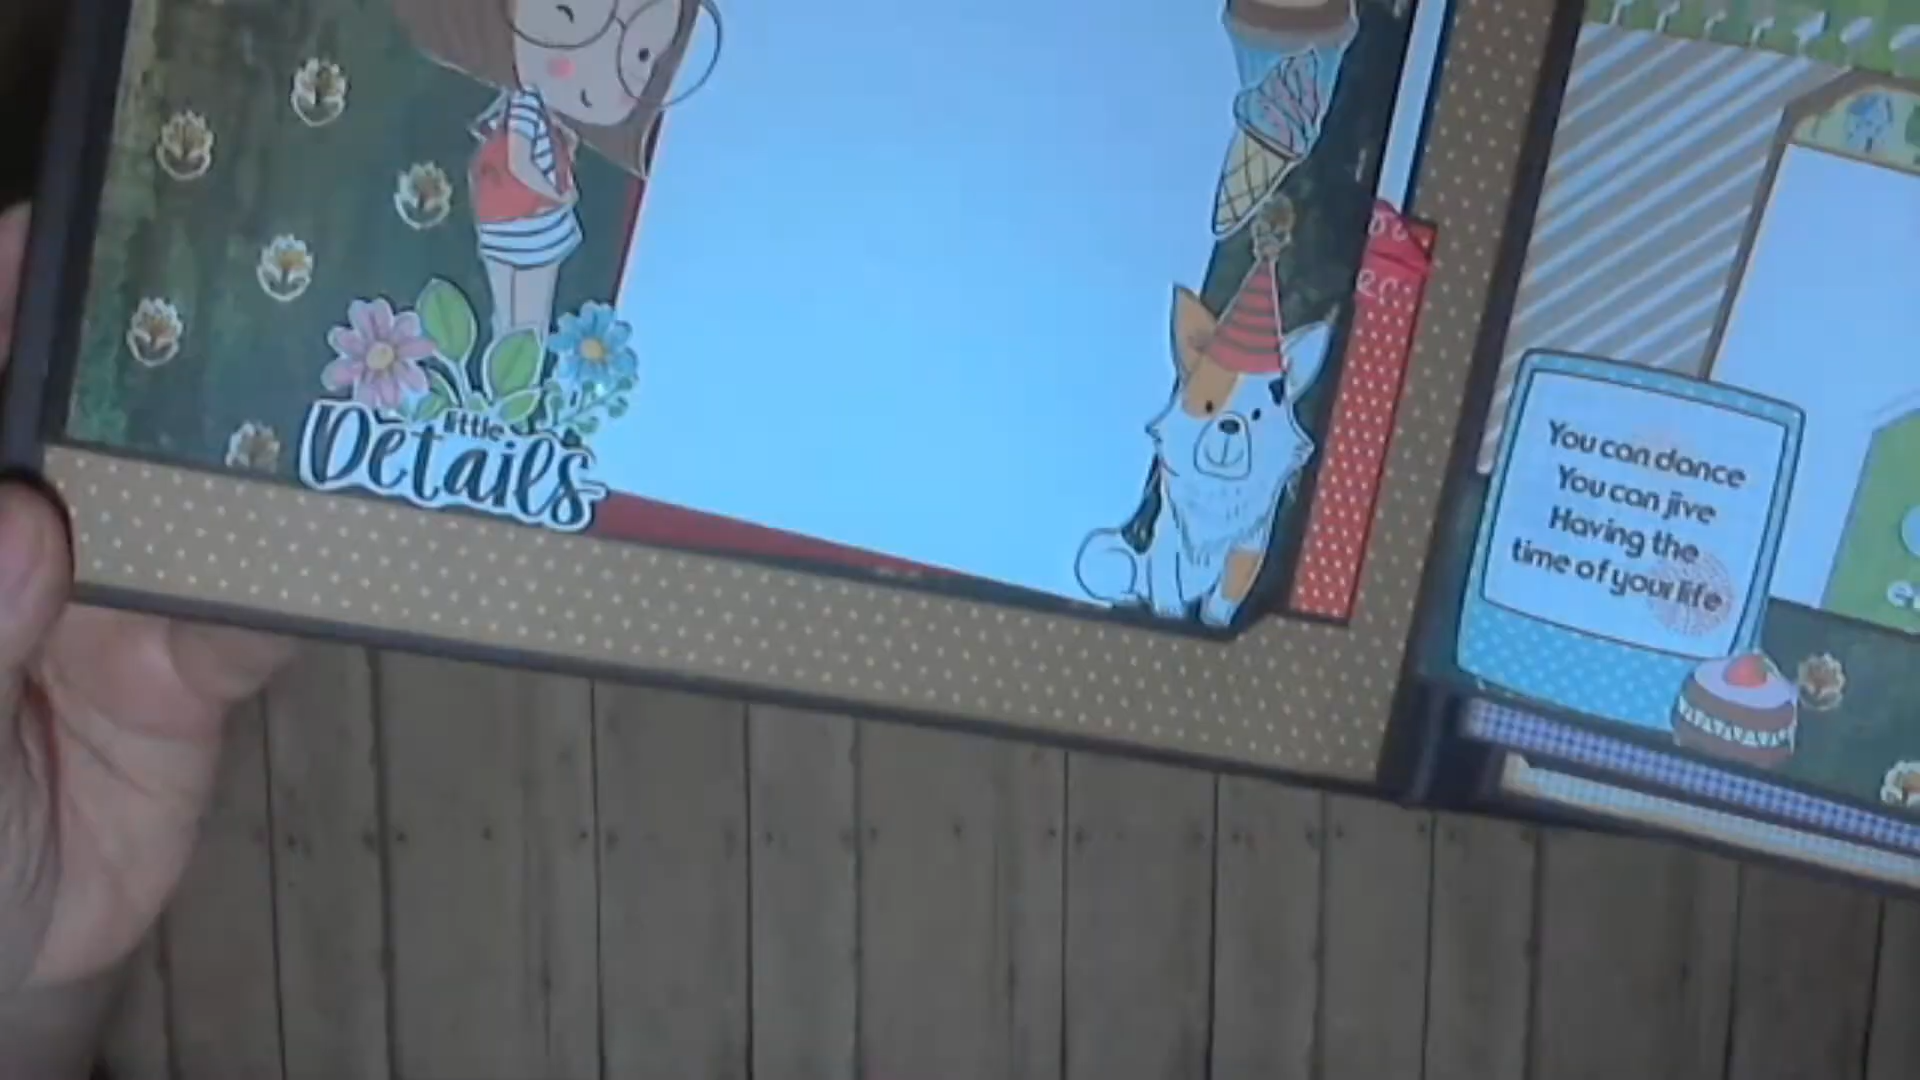 little
Details
You can dance
You can jive
Having the
time of your life